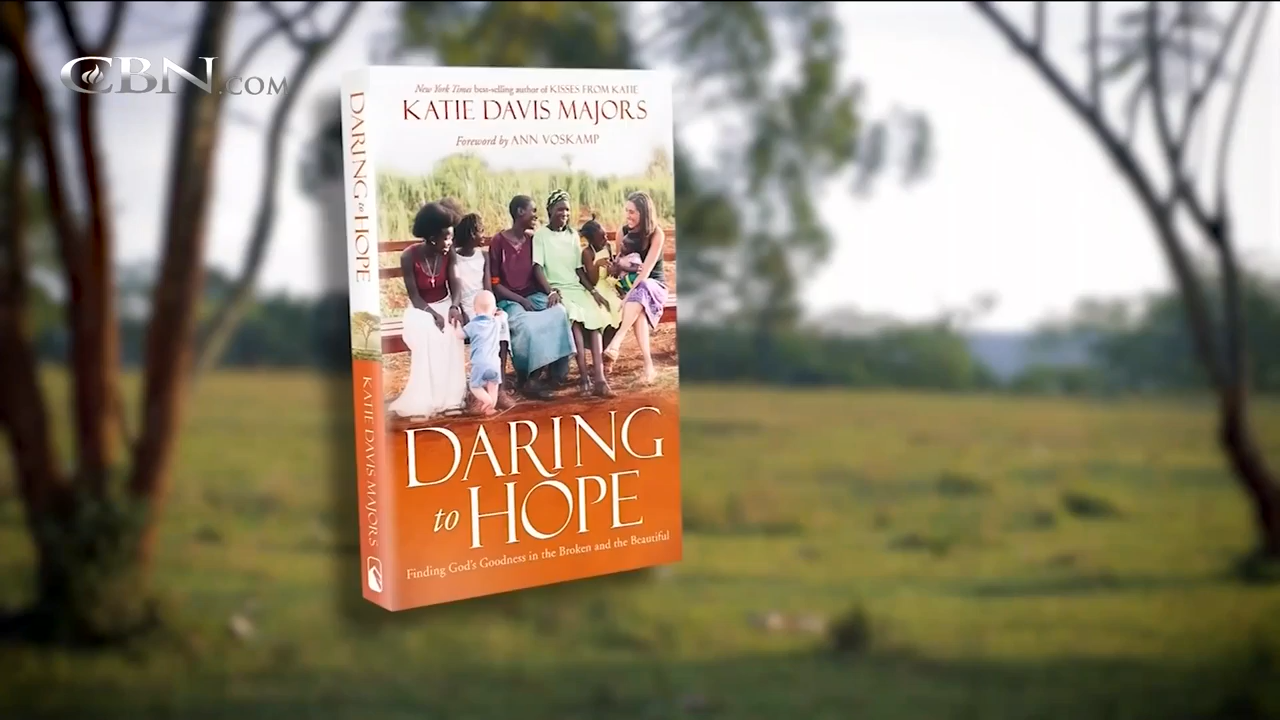 CBN.COM
New York Times best-selling author of KISSES FROM KATIE
KATIE DAVIS MAJORS
Foreword by ANN VOSKAMP
DARING to HOPE
KATIE DAVIS MAJORS
DARING
to HOPE
Finding God's Goodness in the Broken and the Beautiful